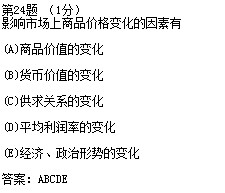 第24题 （1分）
影响市场上商品价格变化的因素有
(A)商品价值的变化
(B)货币价值的变化
(C)供求关系的变化
(D)平均利润率的变化
(E)经济、政治形势的变化
答案：ABCDE